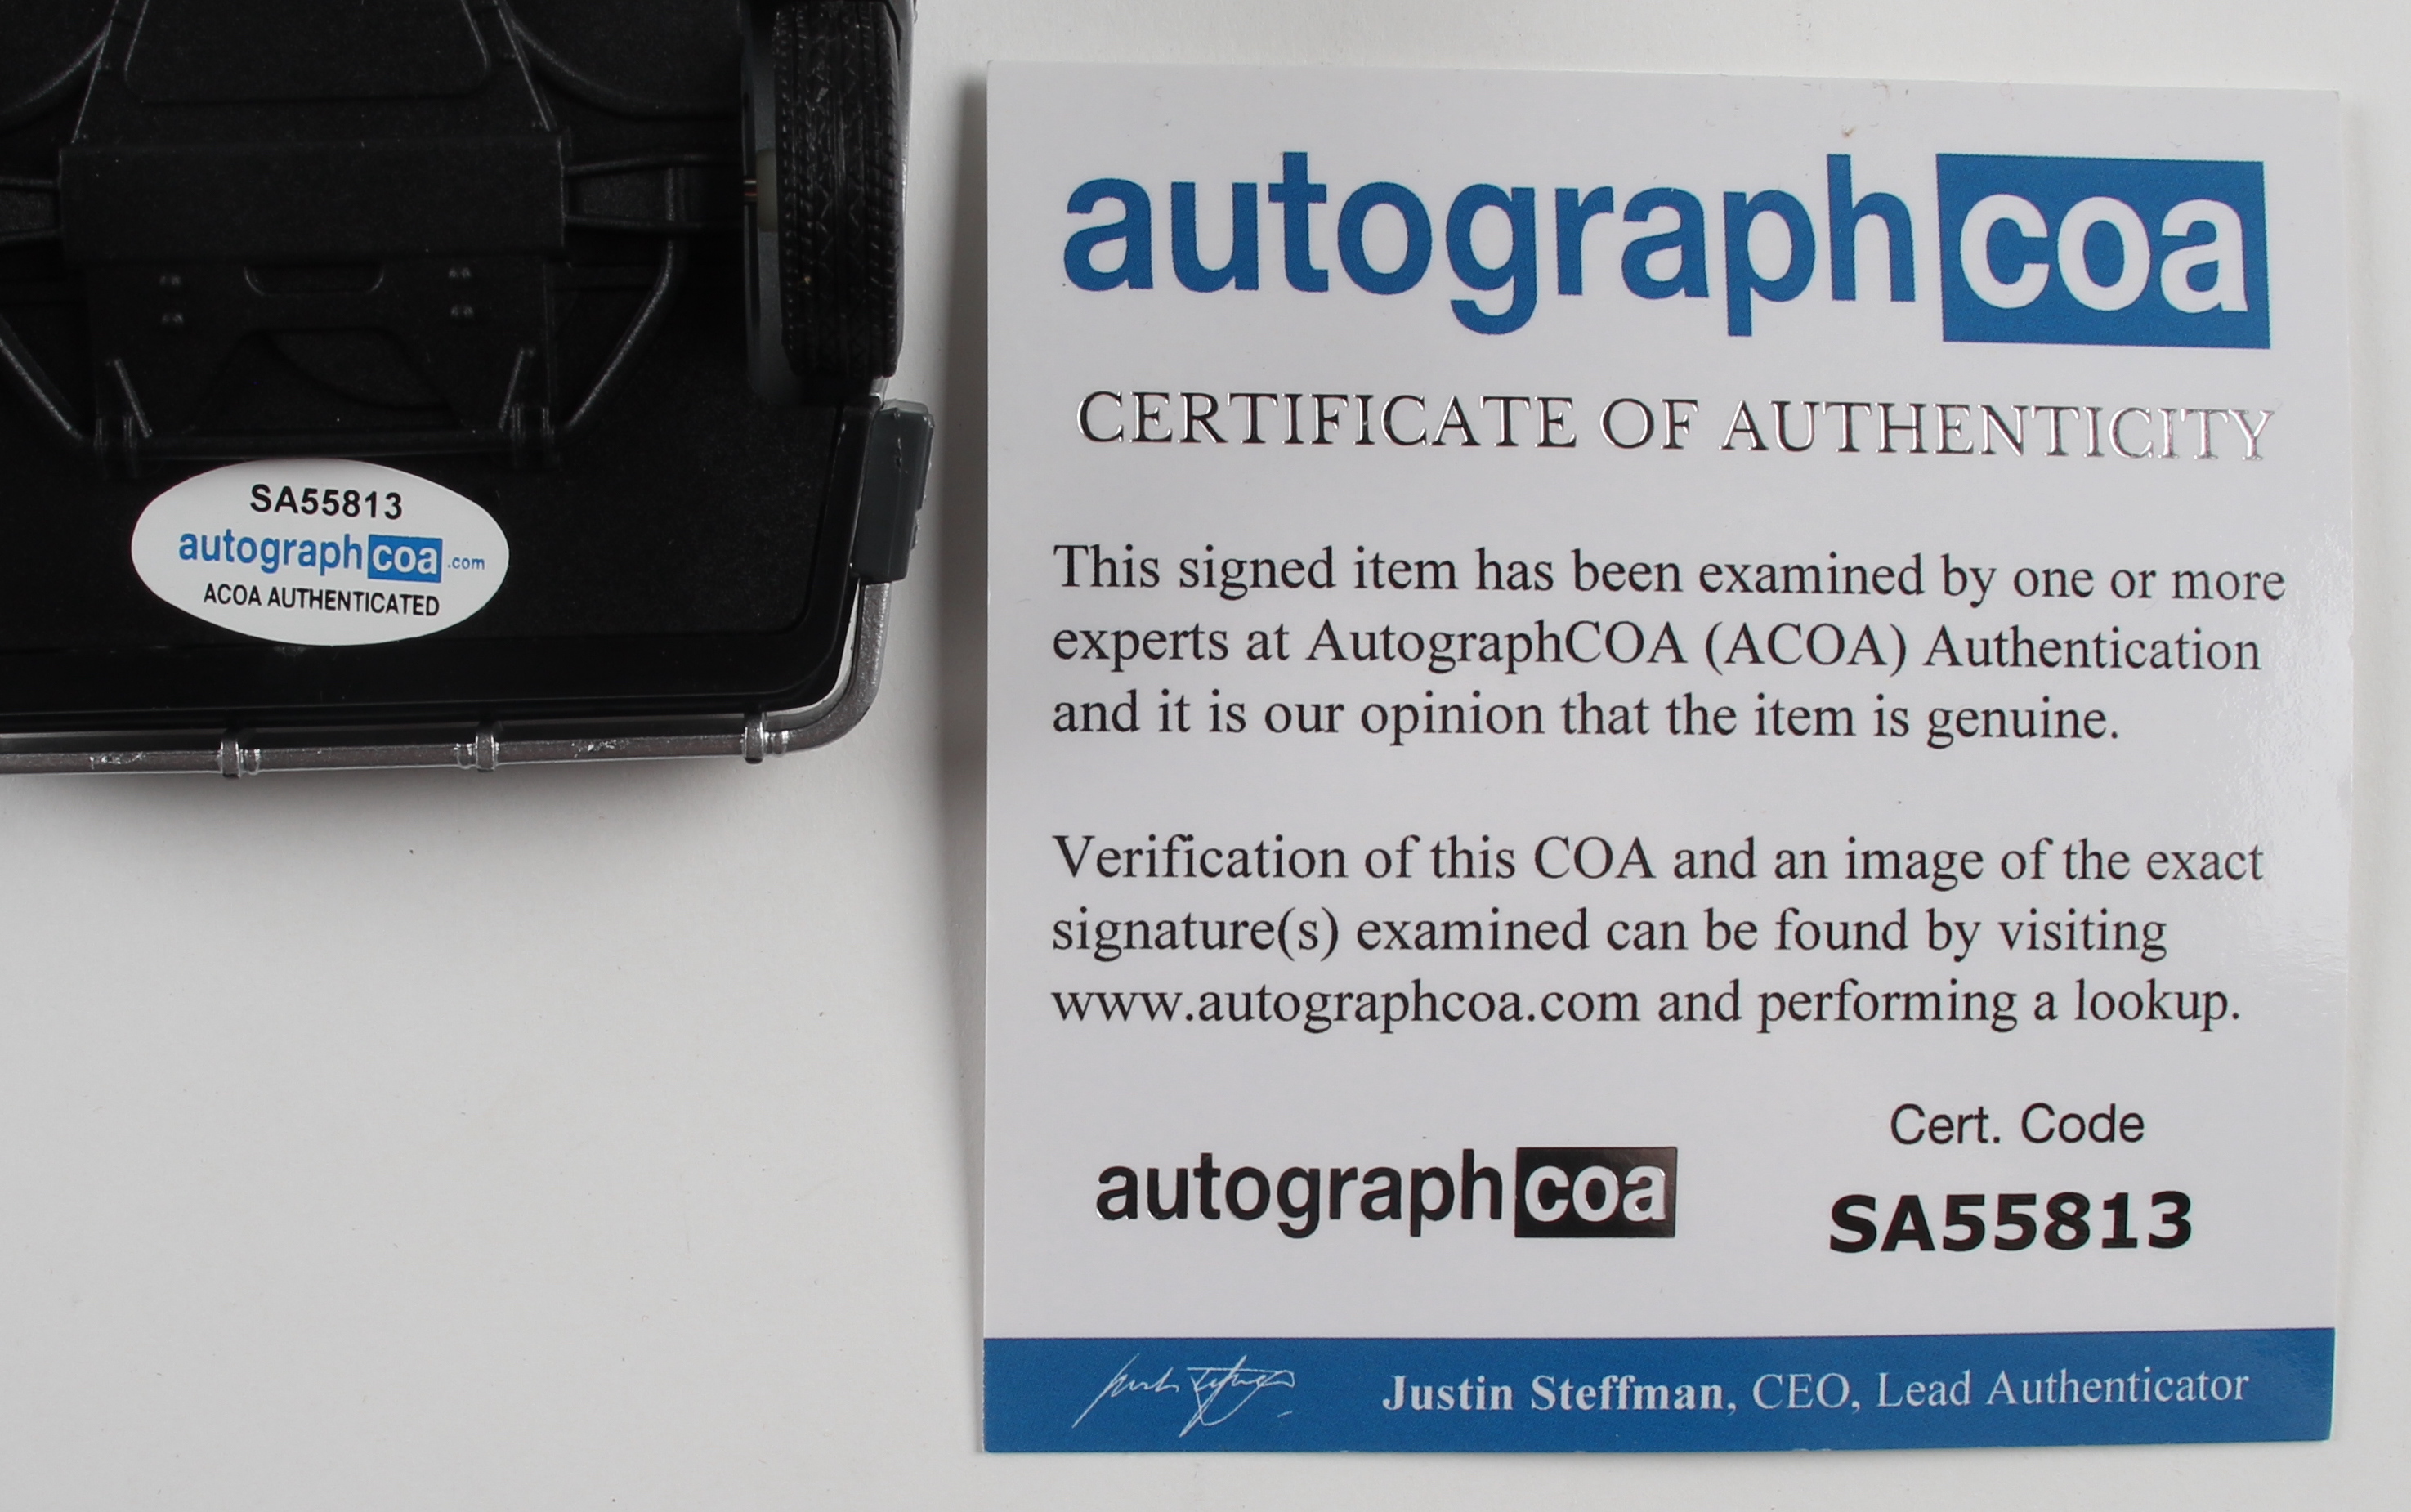 SA55813
autographcoa.com
ACOA AUTHENTICATED
autographcoa
CERTIFICATE OF AUTHENTICITY
This signed item has been examined by one or more
experts at AutographCOA (ACOA) Authentication
and it is our opinion that the item is genuine.
Verification of this COA and an image of the exact
signature(s) examined can be found by visiting
www.autographcoa.com and performing a lookup.
autographcoa
Cert. Code
SA55813
Justin Steffman, CEO, Lead Authenticator